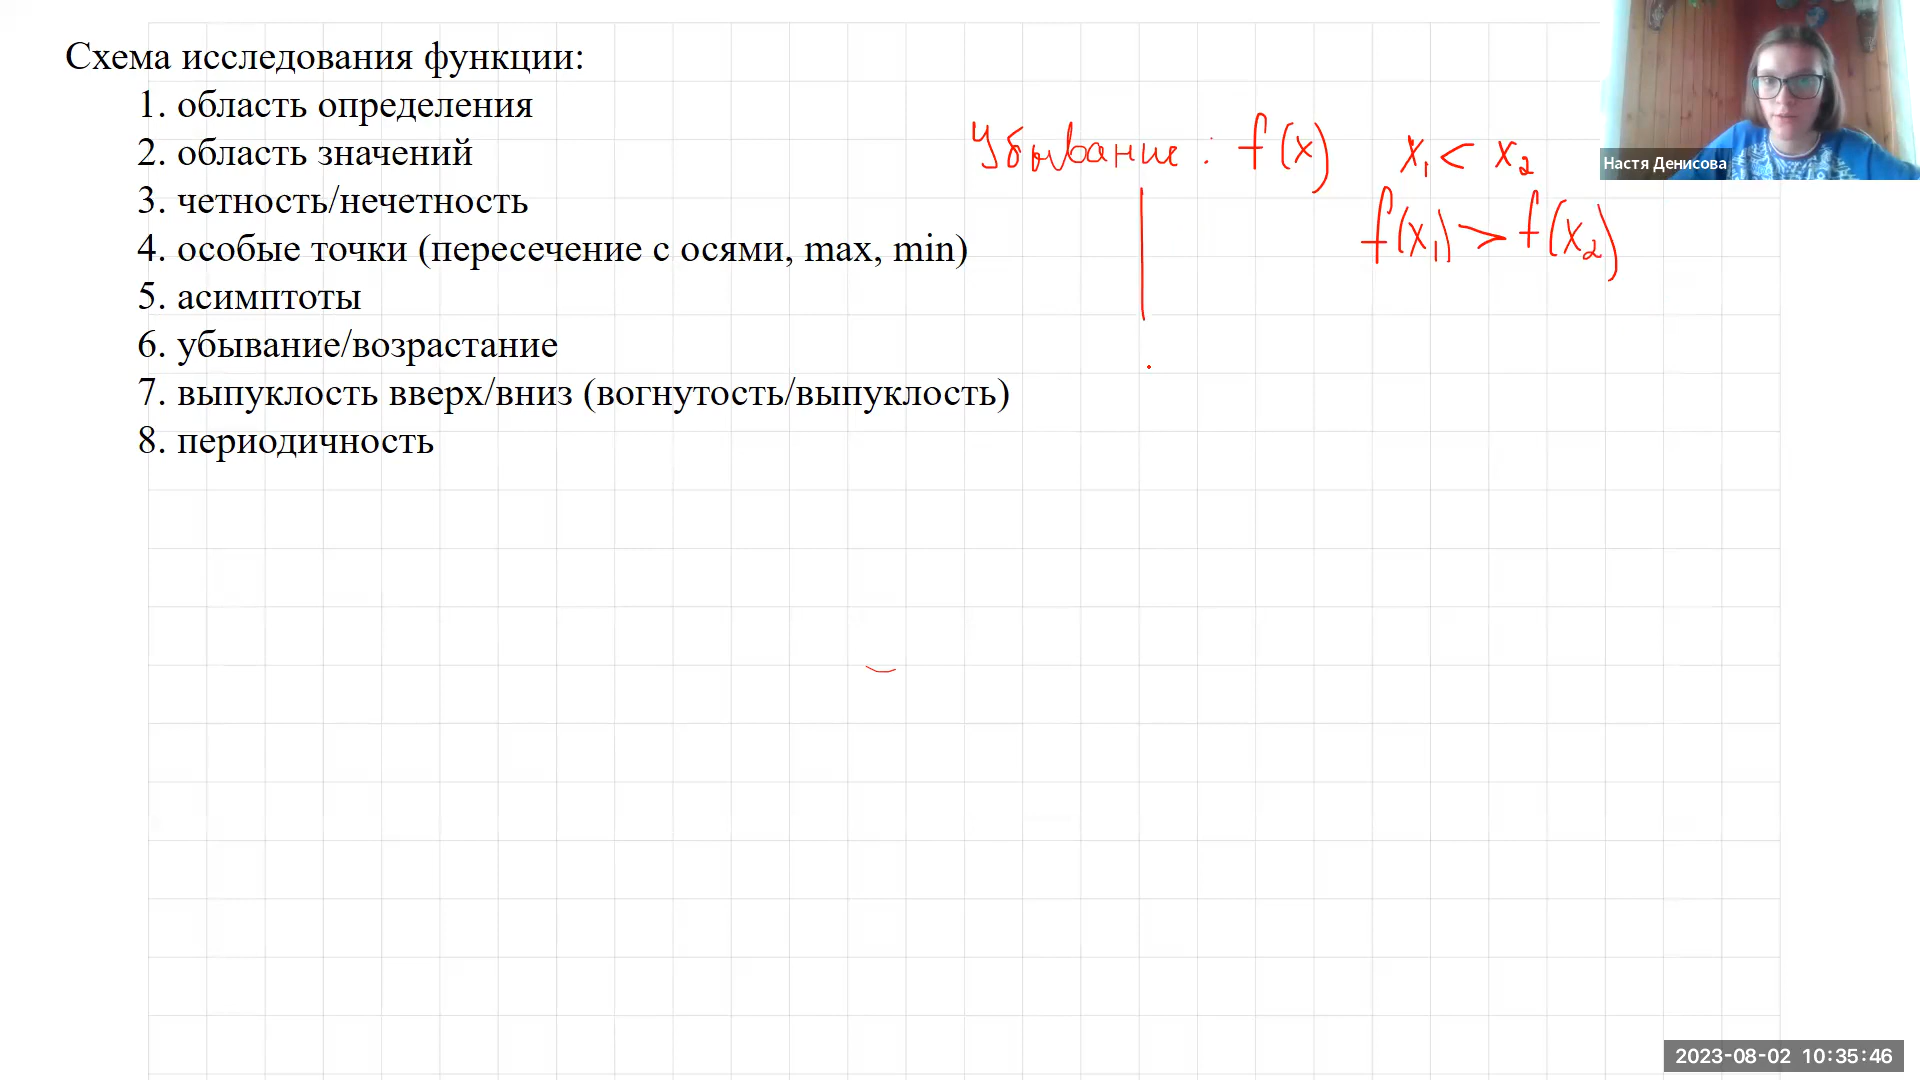 Схема исследования функции:
1. область определения
2. область значений
3. четность/нечетность
4. особые точки (пересечение с осями, max, min)
5. асимптоты
6. убывание/возрастание
7. выпуклость вверх/вниз (вогнутость/выпуклость)
8. периодичность
Убывание: f(x) x₁ < x₂
f(x₁) > f(x₂)
Настя Денисова
2023-08-02 10:35:46